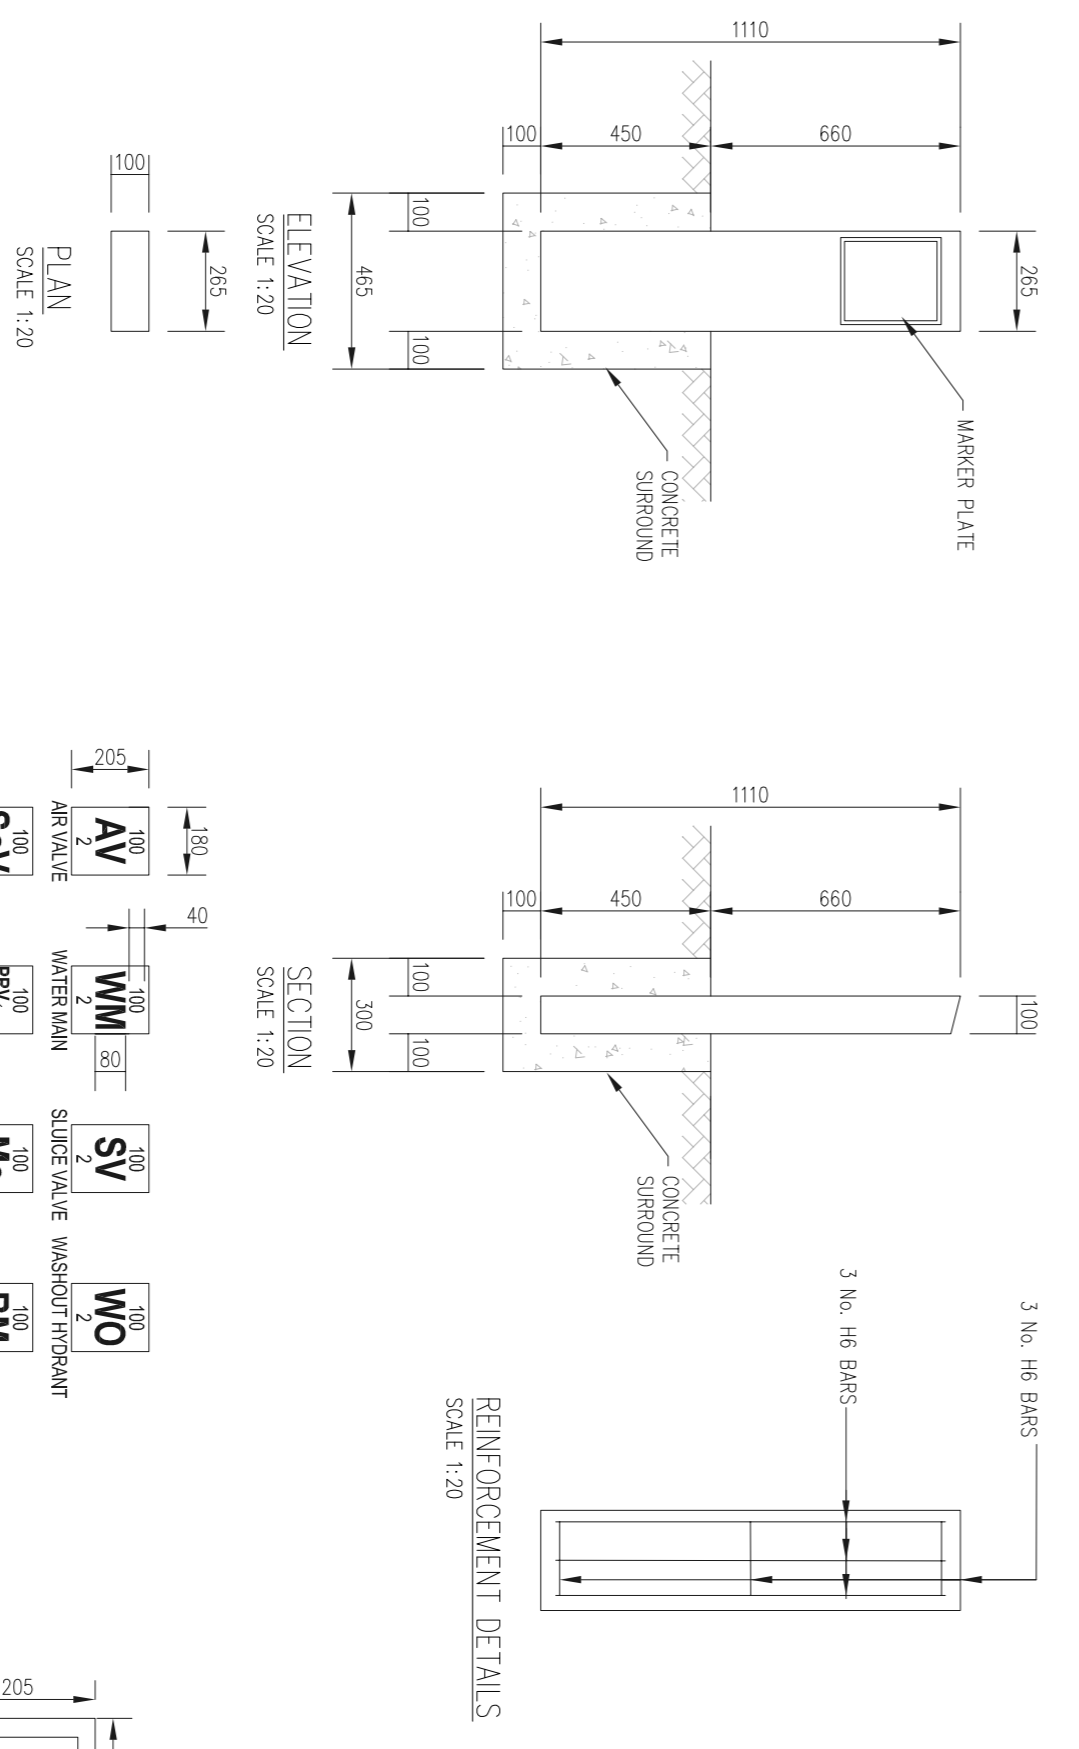 1110
100
450
660
265
MARKER PLATE
CONCRETE
SURROUND
100
465
100
ELEVATION
SCALE 1:20
265
100
PLAN
SCALE 1:20
1110
100
450
660
100
CONCRETE
SURROUND
100
300
100
SECTION
SCALE 1:20
3 No. H6 BARS
3 No. H6 BARS
REINFORCEMENT DETAILS
SCALE 1:20
205
180
100
AV
2
AIR VALVE
40
100
WM
2
80
WATER MAIN
100
SV
2
SLUICE VALVE
100
WO
2
WASHOUT HYDRANT
100
100
100
100
205